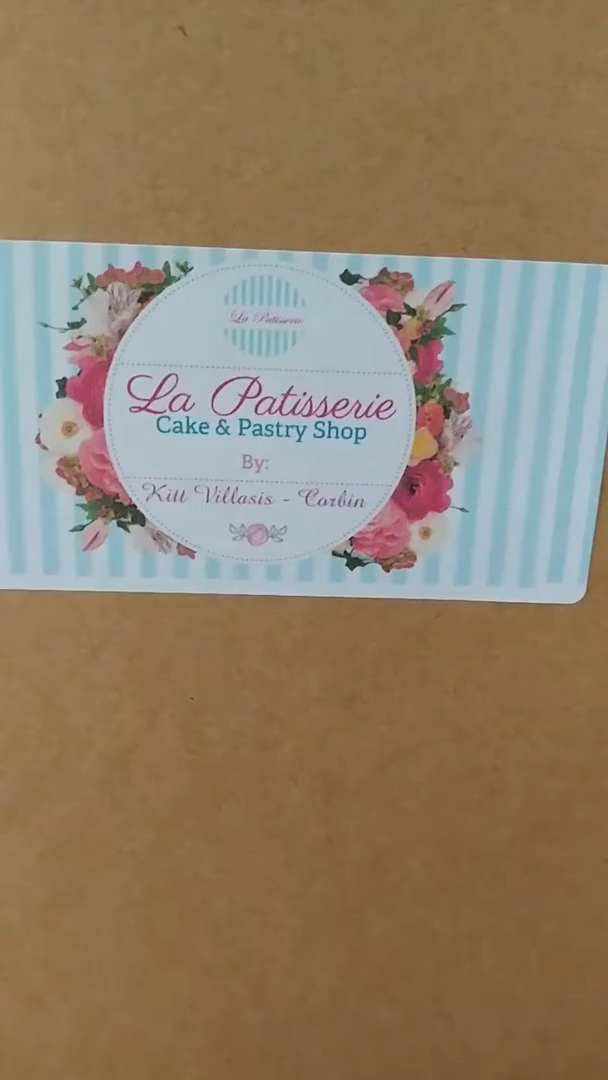 La Patisserie
La Patisserie
Cake & Pastry Shop
By:
Kitt Villasis - Corbin